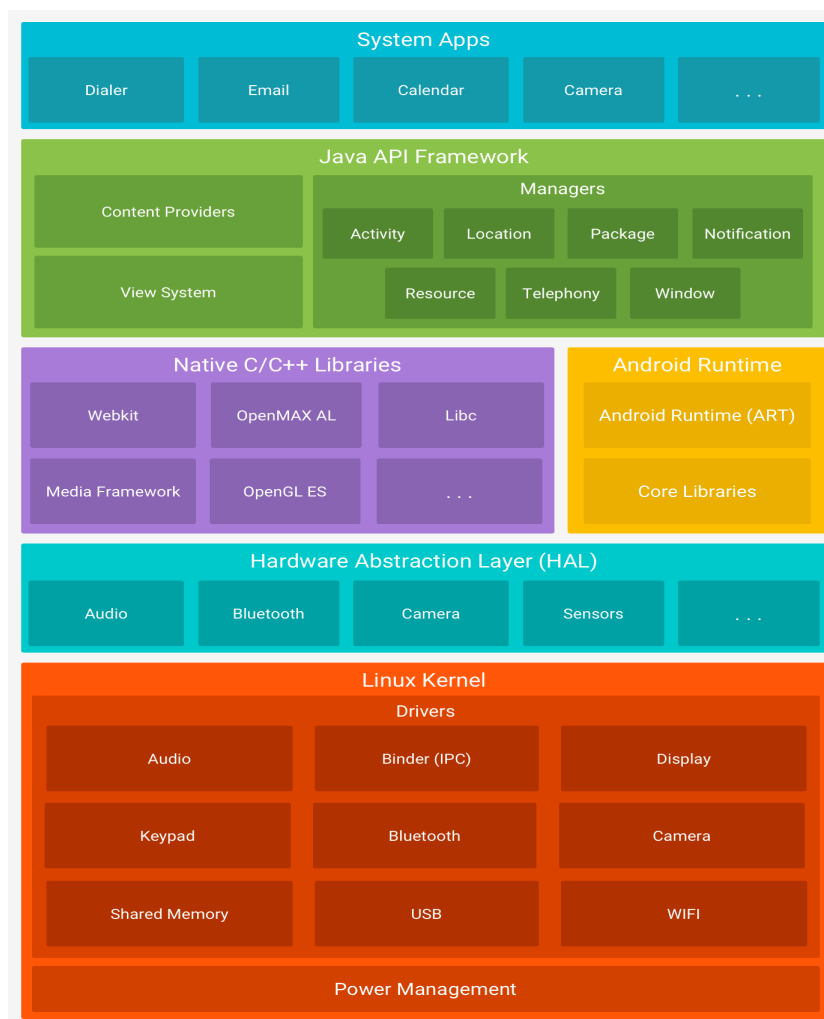 System Apps
Dialer
Email
Calendar
Camera
. . .
Java API Framework
Content Providers
View System
Managers
Activity
Location
Package
Notification
Resource
Telephony
Window
Native C/C++ Libraries
Webkit
OpenMAX AL
Libc
Media Framework
OpenGL ES
. . .
Android Runtime
Android Runtime (ART)
Core Libraries
Hardware Abstraction Layer (HAL)
Audio
Bluetooth
Camera
Sensors
. . .
Linux Kernel
Drivers
Audio
Binder (IPC)
Display
Keypad
Bluetooth
Camera
Shared Memory
USB
WIFI
Power Management